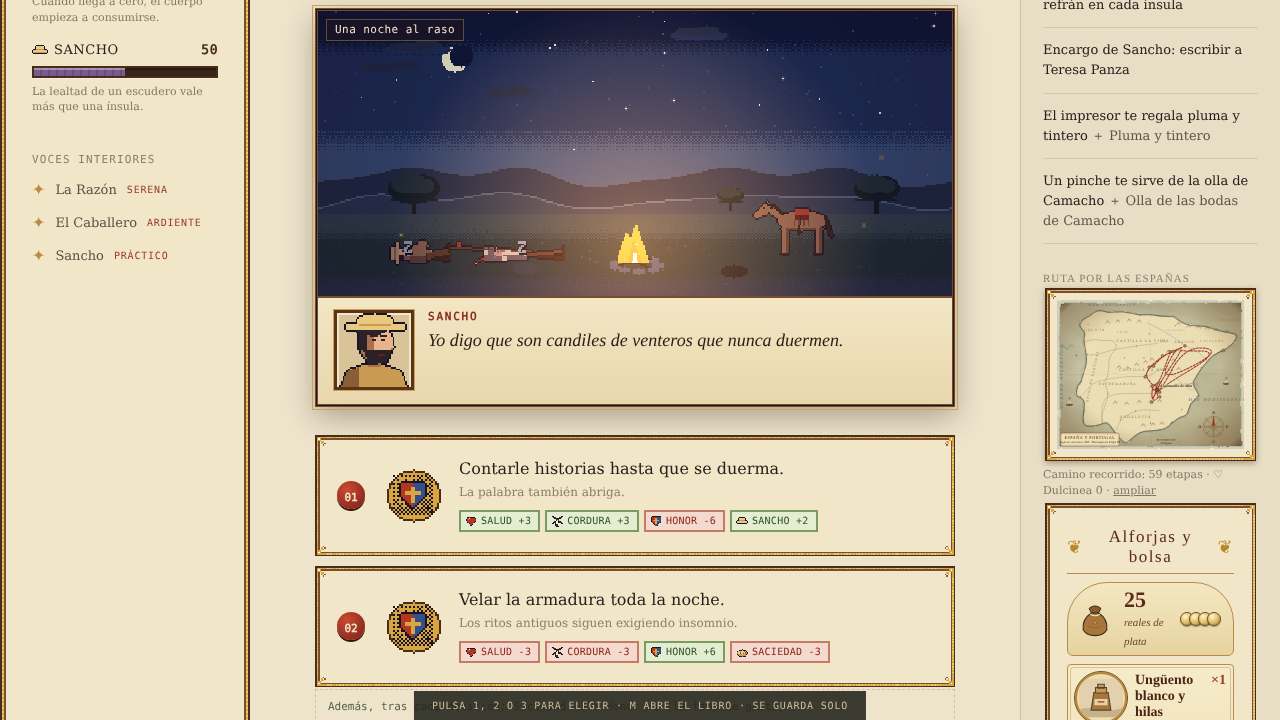 Cuando llega a cero, el cuerpo
empieza a consumirse.
SANCHO 50
La lealtad de un escudero vale
más que una ínsula.
VOCES INTERIORES
La Razón SERENA
El Caballero ARDIENTE
Sancho PRÁCTICO
Una noche al raso
SANCHO
Yo digo que son candiles de venteros que nunca duermen.
01
Contarle historias hasta que se duerma.
La palabra también abriga.
SALUD +3 CORDURA +3 HONOR -6 SANCHO +2
02
Velar la armadura toda la noche.
Los ritos antiguos siguen exigiendo insomnio.
SALUD -3 CORDURA -3 HONOR +6 SACIEDAD -3
Además, tras
PULSA 1, 2 O 3 PARA ELEGIR · M ABRE EL LIBRO · SE GUARDA SOLO
refrán en cada ínsula
Encargo de Sancho: escribir a
Teresa Panza
El impresor te regala pluma y
tintero + Pluma y tintero
Un pinche te sirve de la olla de
Camacho + Olla de las bodas
de Camacho
RUTA POR LAS ESPAÑAS
ESPAÑA Y PORTUGAL
Camino recorrido: 59 etapas · ♡
Dulcinea 0 · ampliar
Alforjas y
bolsa
25
reales de
plata
Ungüento ×1
blanco y
hilas